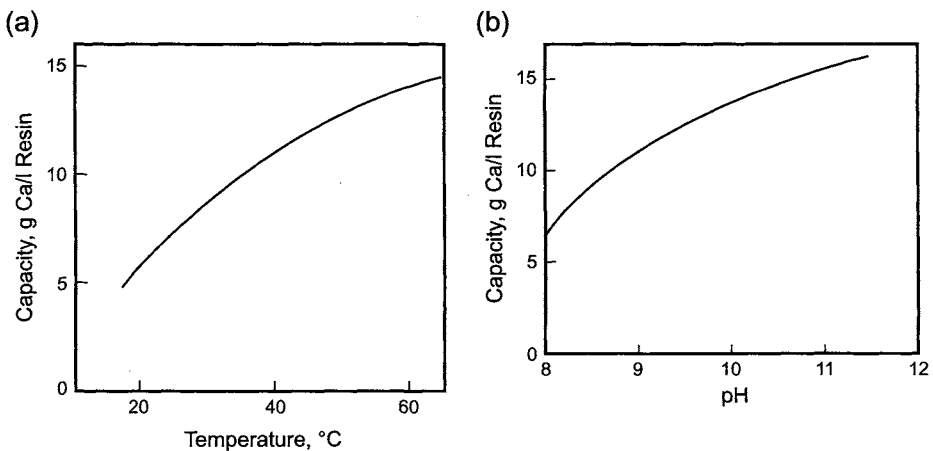 (a)
Capacity, g Ca/l Resin
15
10
5
0
20 40 60
Temperature, °C
(b)
Capacity, g Ca/l Resin
15
10
5
0
8 9 10 11 12
pH